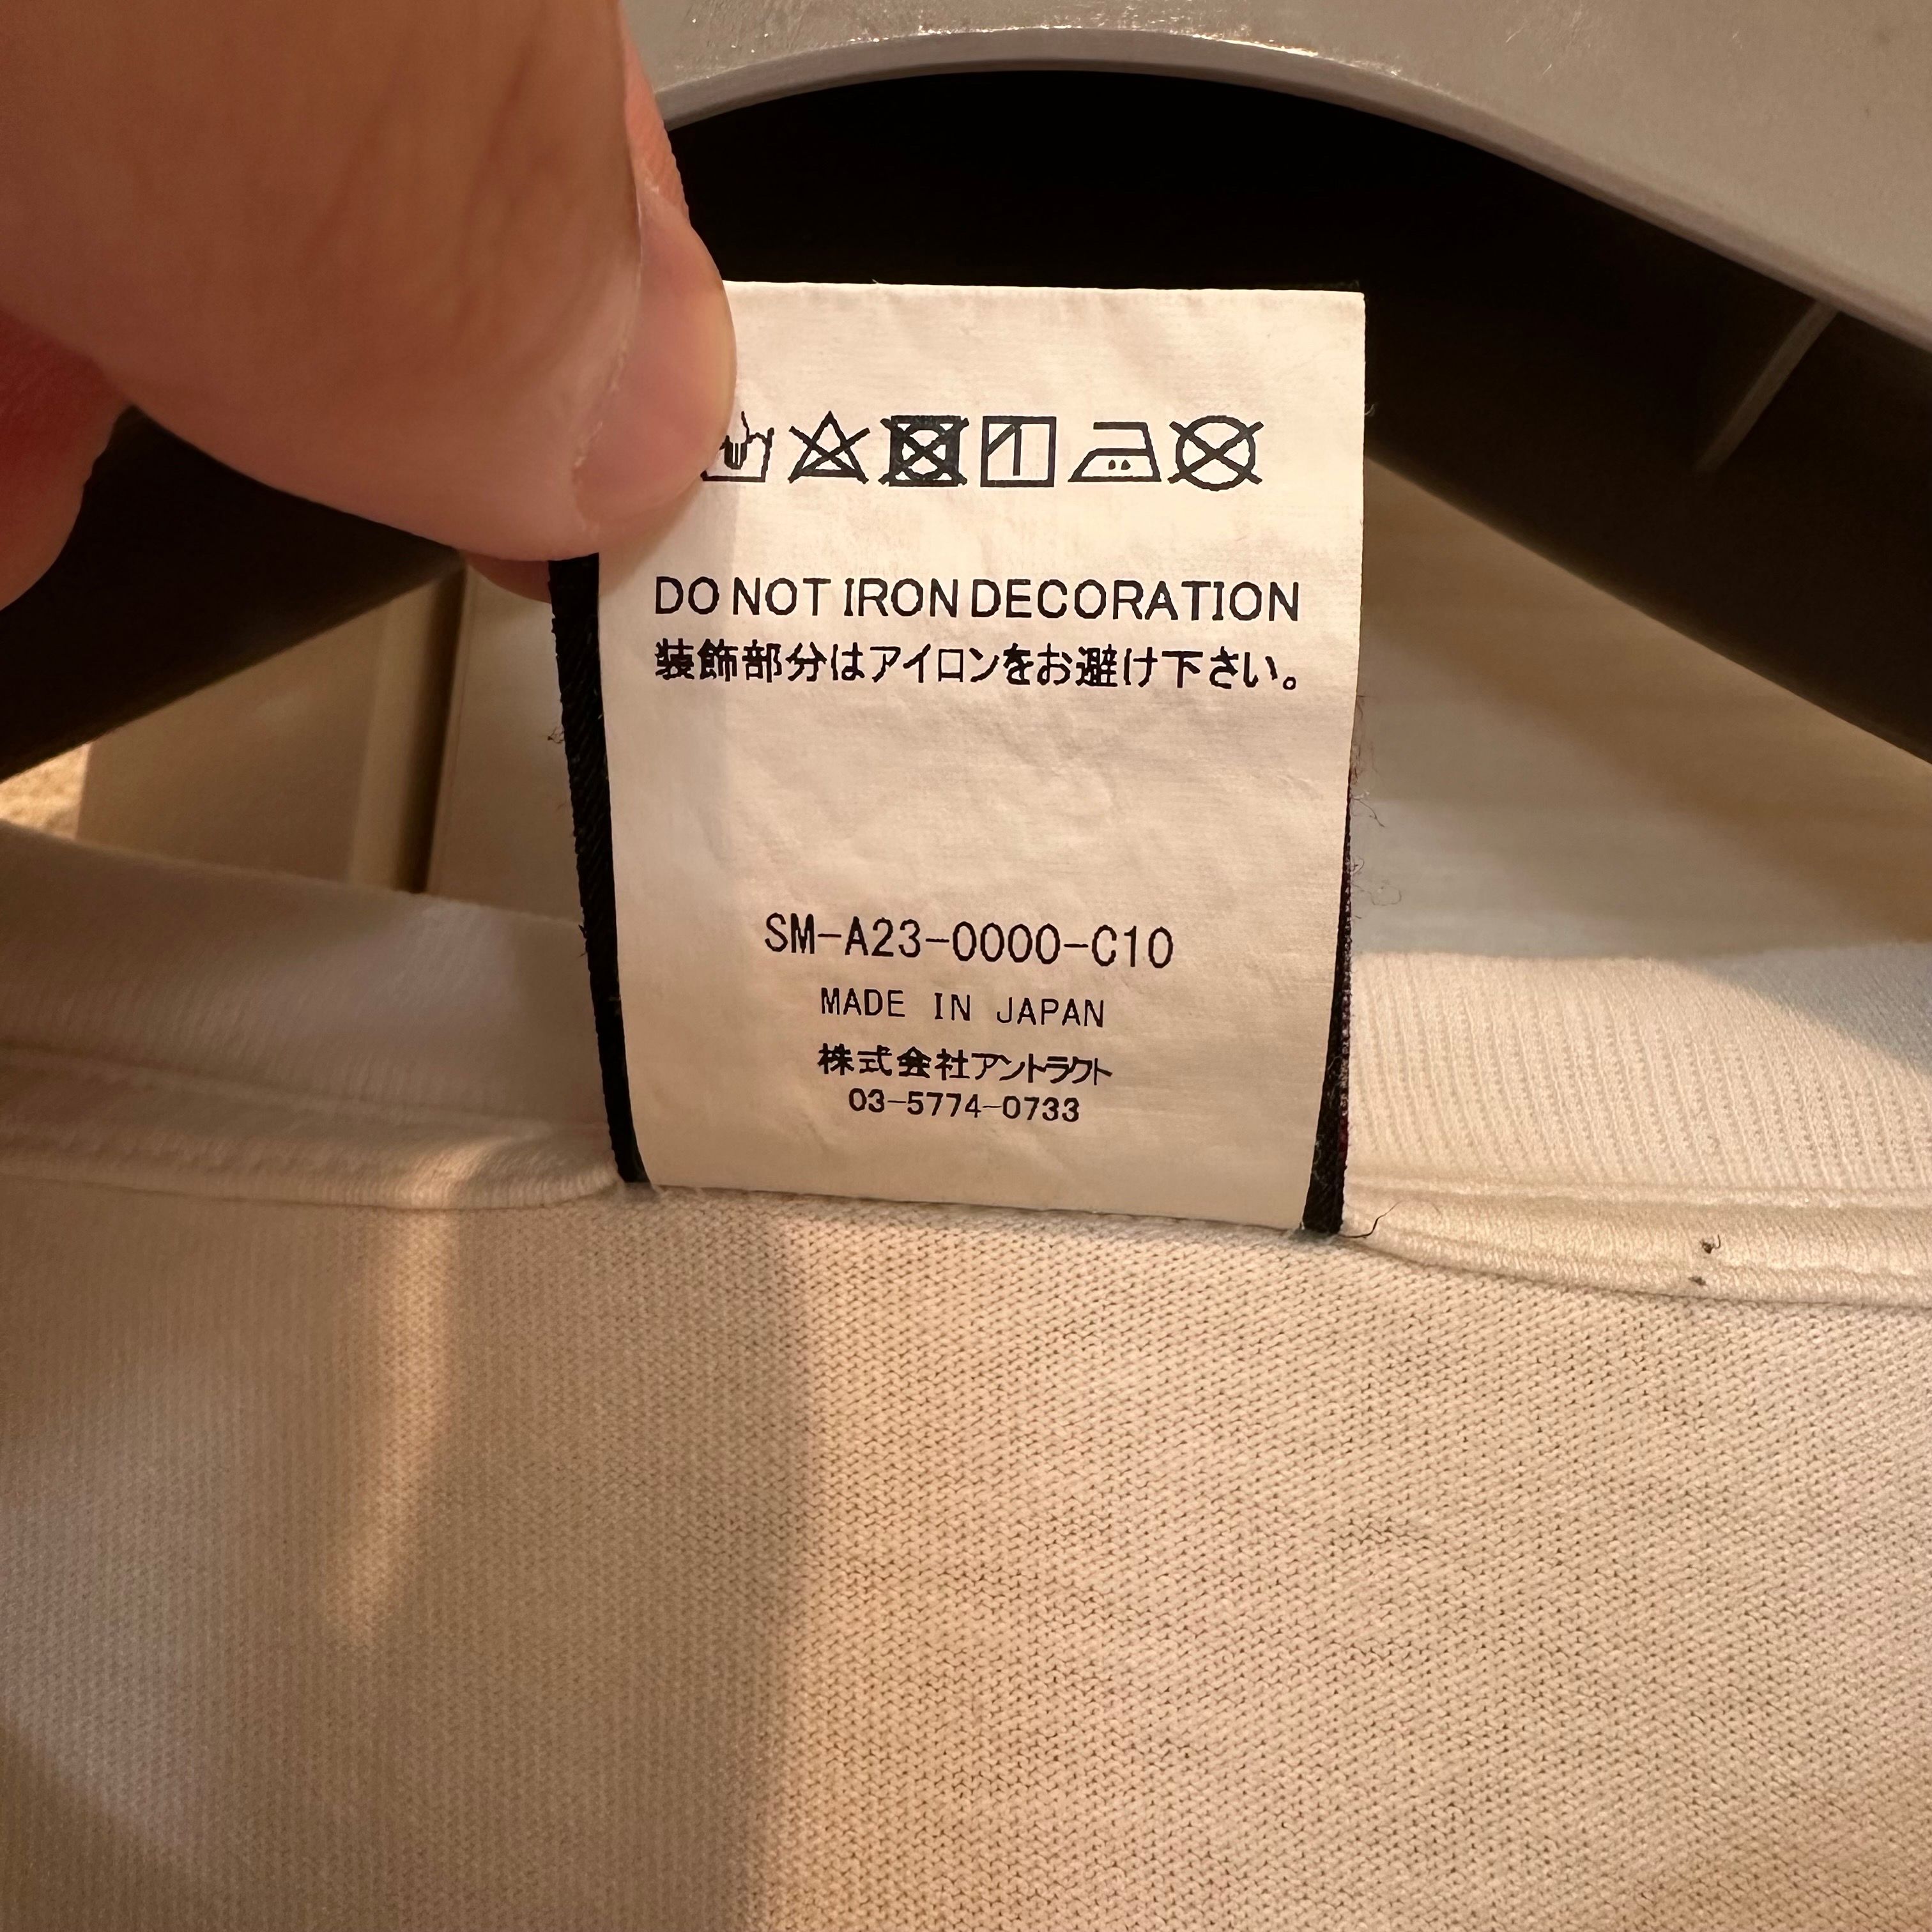 DO NOT IRON DECORATION
装飾部分はアイロンをお避け下さい。
SM-A23-0000-C10
MADE IN JAPAN
株式会社アントラクト
03-5774-0733